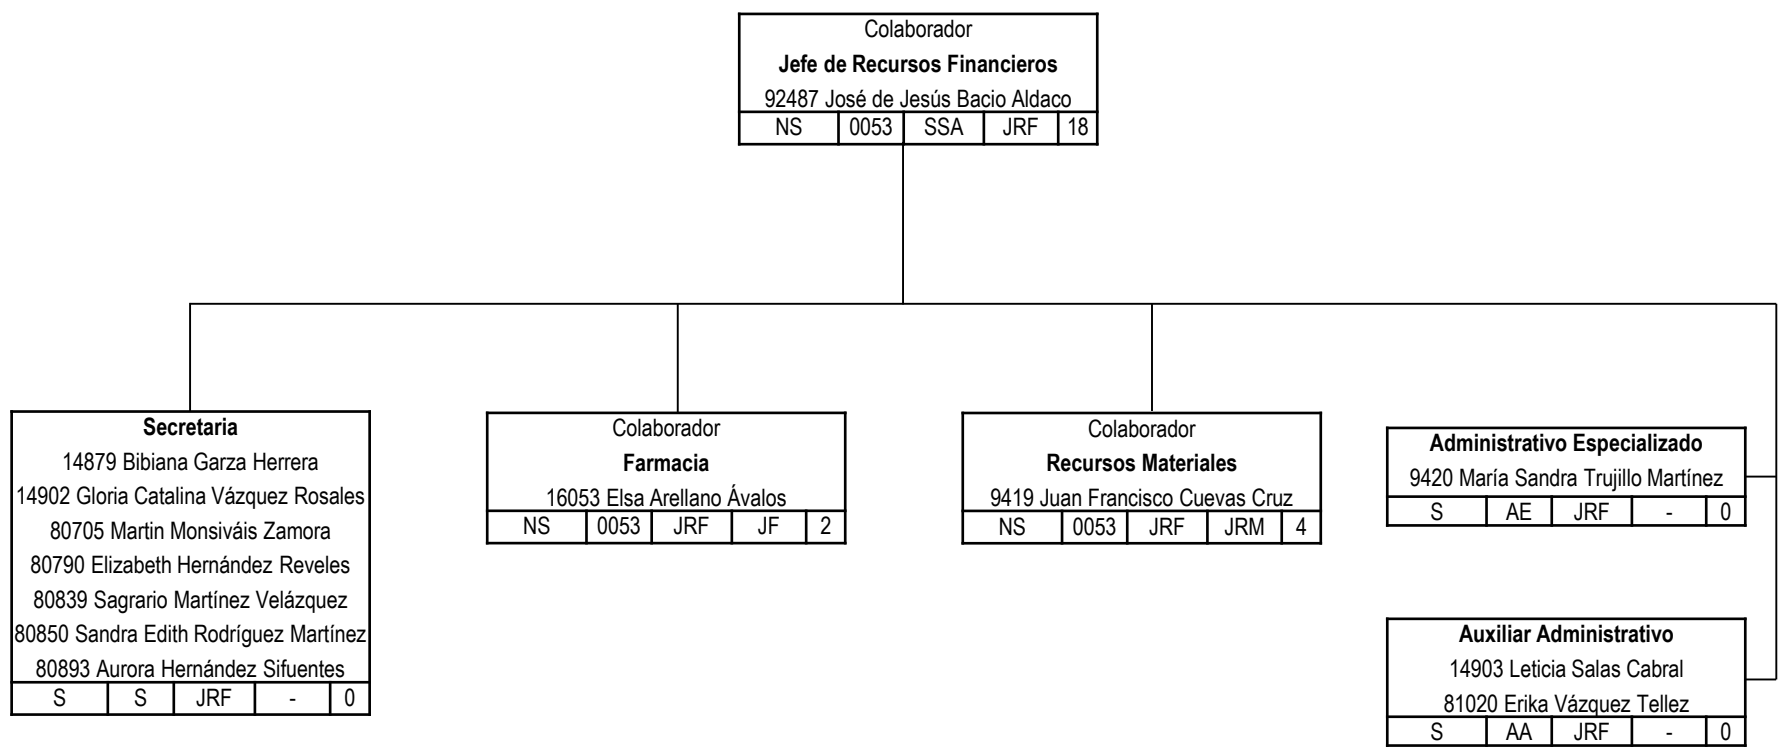 Colaborador
Jefe de Recursos Financieros
92487 José de Jesús Bacio Aldaco
NS 0053 SSA JRF 18
Secretaria
14879 Bibiana Garza Herrera
14902 Gloria Catalina Vázquez Rosales
80705 Martin Monsiváis Zamora
80790 Elizabeth Hernández Reveles
80839 Sagrario Martínez Velázquez
80850 Sandra Edith Rodríguez Martínez
80893 Aurora Hernández Sifuentes
S S JRF - 0
Colaborador
Farmacia
16053 Elsa Arellano Ávalos
NS 0053 JRF JF 2
Colaborador
Recursos Materiales
9419 Juan Francisco Cuevas Cruz
NS 0053 JRF JRM 4
Administrativo Especializado
9420 María Sandra Trujillo Martínez
S AE JRF - 0
Auxiliar Administrativo
14903 Leticia Salas Cabral
81020 Erika Vázquez Tellez
S AA JRF - 0